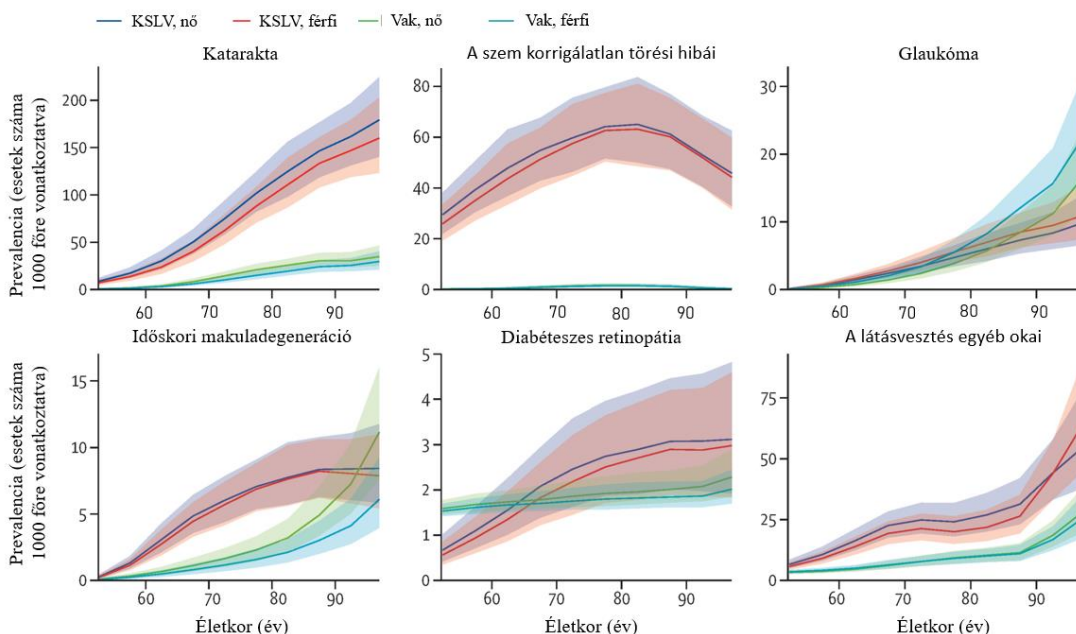 KSLV, nő KSLV, férfi Vak, nő Vak, férfi
Katarakta
A szem korrigálatlan törési hibái
Glaukóma
Prevalencia (esetek száma
1000 főre vonatkoztatva)
200
150
100
50
0
60 70 80 90
80
60
40
20
0
60 70 80 90
30
20
10
0
60 70 80 90
Időskori makuladegeneráció
Diabéteszes retinopátia
A látásvesztés egyéb okai
Prevalencia (esetek száma
1000 főre vonatkoztatva)
15
10
5
0
60 70 80 90
Életkor (év)
5
4
3
2
1
0
60 70 80 90
Életkor (év)
75
50
25
0
60 70 80 90
Életkor (év)